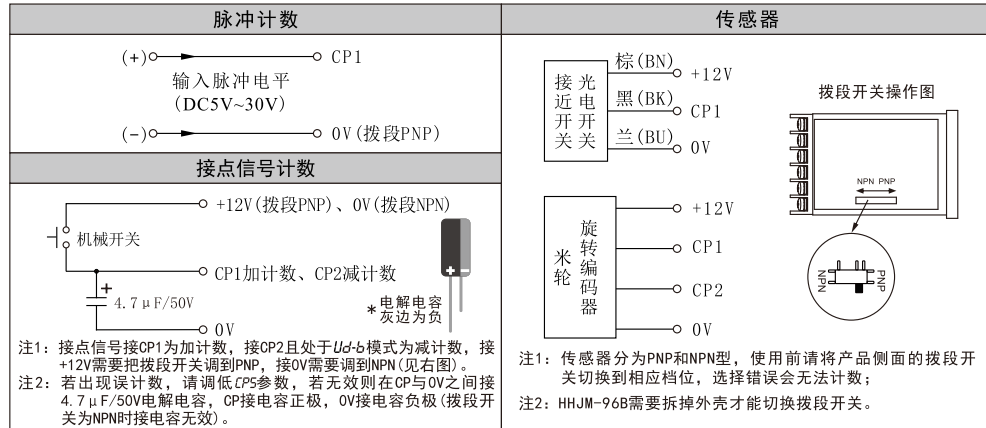 脉冲计数
(+) CP1
输入脉冲电平
(DC5V~30V)
(−) 0V(拨段PNP)
接点信号计数
+12V(拨段PNP)、0V(拨段NPN)
机械开关
CP1加计数、CP2减计数
+
4.7μF/50V
0V
+ −
*电解电容
灰边为负
注1：接点信号接CP1为加计数，接CP2且处于Ud-b模式为减计数，接
+12V需要把拨段开关调到PNP，接0V需要调到NPN(见右图)。
注2：若出现误计数，请调低CPS参数，若无效则在CP与0V之间接
4.7μF/50V电解电容，CP接电容正极，0V接电容负极(拨段开
关为NPN时接电容无效)。
传感器
接近开关
光电开关
棕(BN) +12V
黑(BK) CP1
兰(BU) 0V
米轮
旋转编码器
+12V
CP1
CP2
0V
拨段开关操作图
NPN PNP
NPN
PNP
注1：传感器分为PNP和NPN型，使用前请将产品侧面的拨段开
关切换到相应档位，选择错误会无法计数；
注2：HHJM-96B需要拆掉外壳才能切换拨段开关。